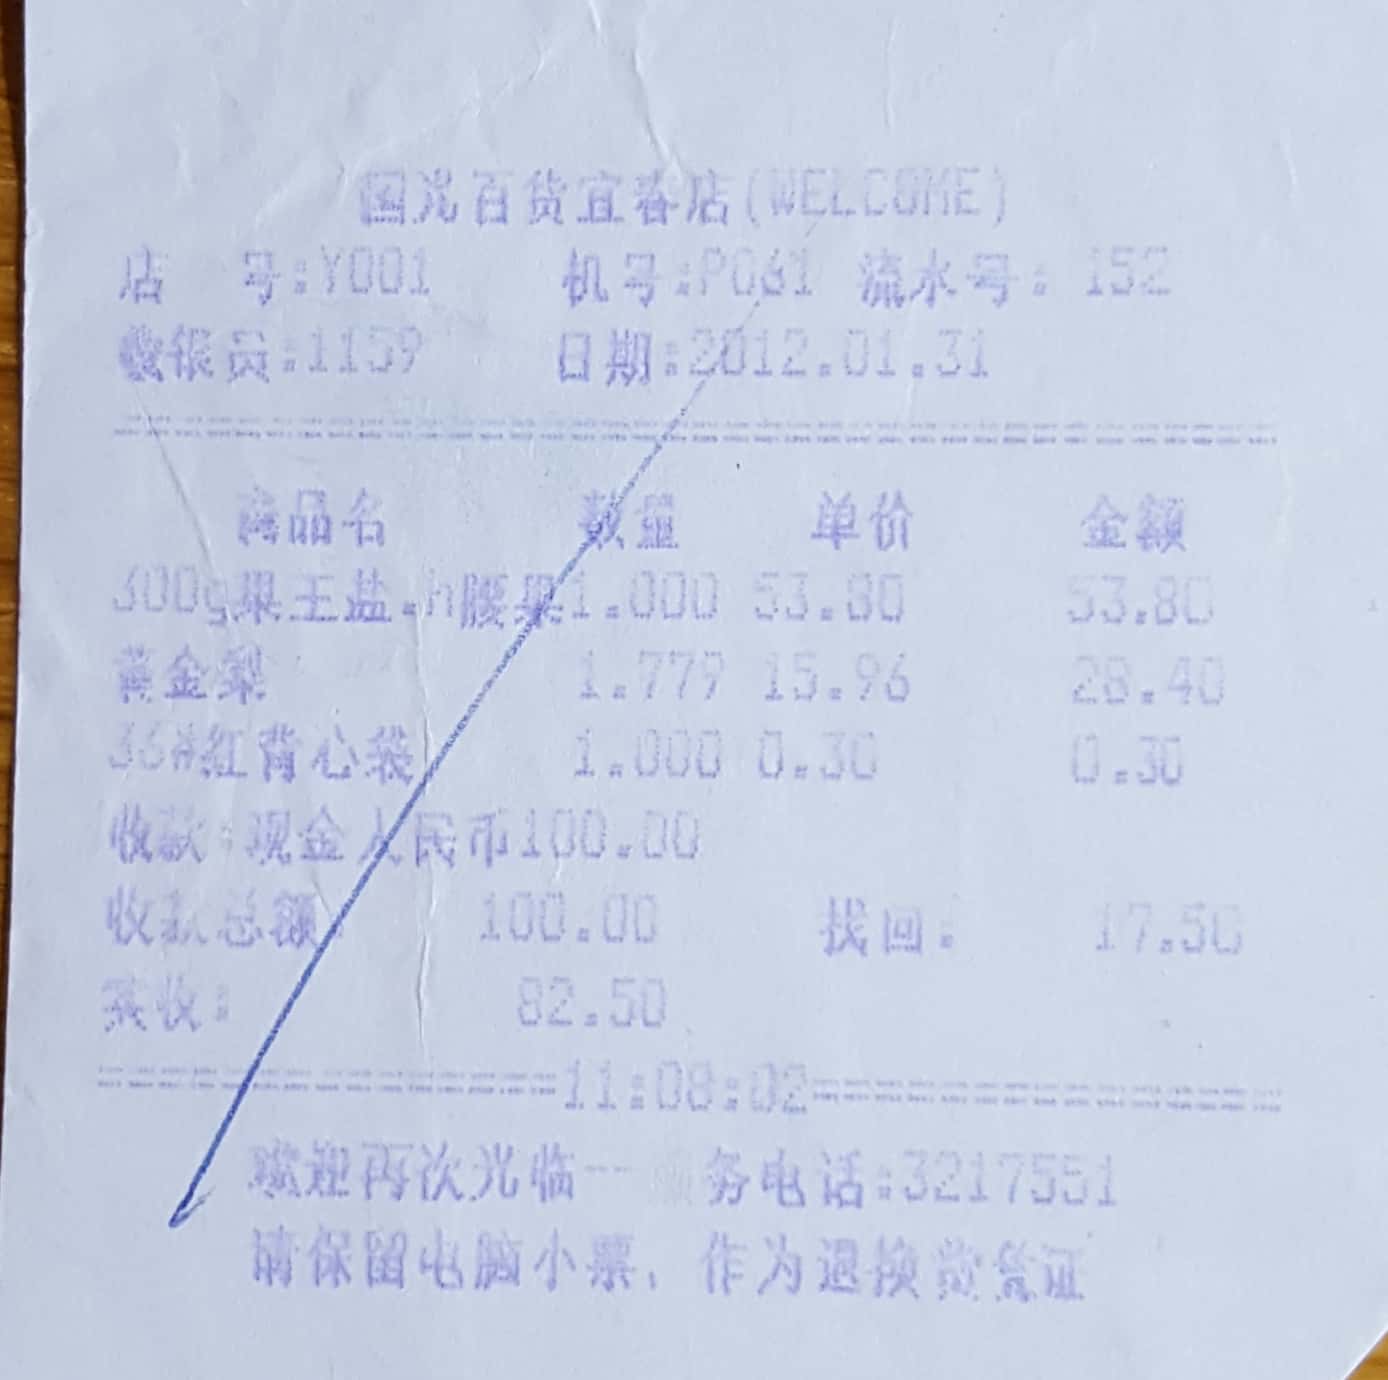 国光百货宜春店(WELCOME)
店 号:Y001 机号:P061 流水号: 152
收银员:1159 日期:2012.01.31
商品名 数量 单价 金额
300g果王盐.h腰果1.000 53.80 53.80
黄金梨 1.779 15.96 28.40
36#红背心袋 1.000 0.30 0.30
收款:现金人民币100.00
收款总额: 100.00 找回: 17.50
实收: 82.50
11:08:02
欢迎再次光临--服务电话:3217551
请保留电脑小票, 作为退换货凭证